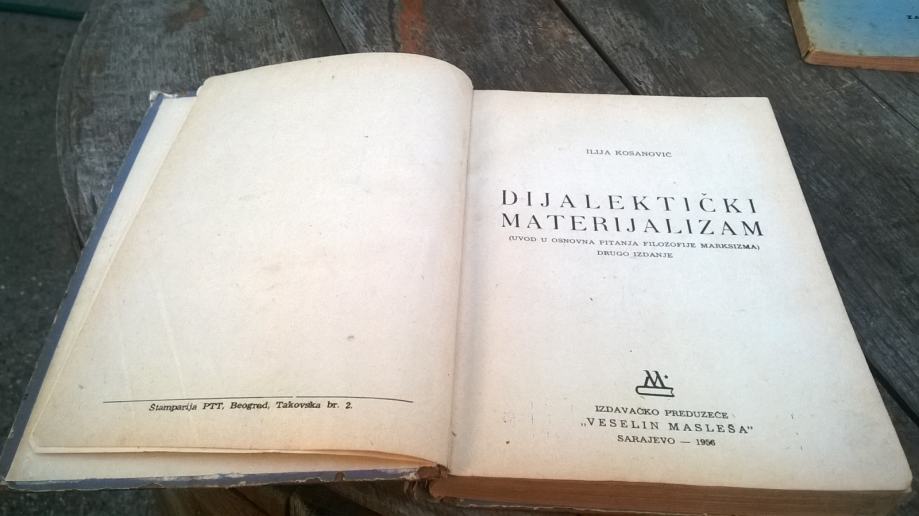 Štamparija PTT, Beograd, Takovska br. 2.
ILIJA KOSANOVIĆ
DIJALEKTIČKI
MATERIJALIZAM
(UVOD U OSNOVNA PITANJA FILOZOFIJE MARKSIZMA)
DRUGO IZDANJE
M
IZDAVAČKO PREDUZEĆE
„VESELIN MASLEŠA”
SARAJEVO — 1956